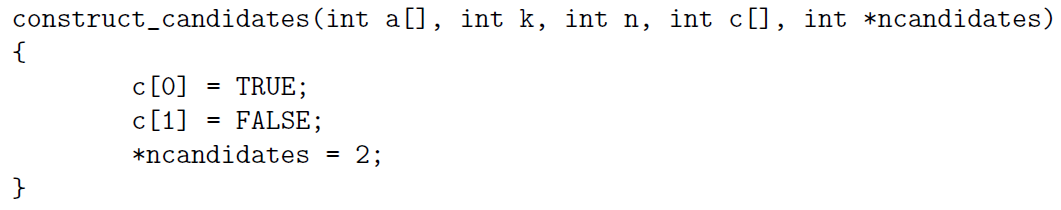 construct_candidates(int a[], int k, int n, int c[], int *ncandidates)
{
        c[0] = TRUE;
        c[1] = FALSE;
        *ncandidates = 2;
}